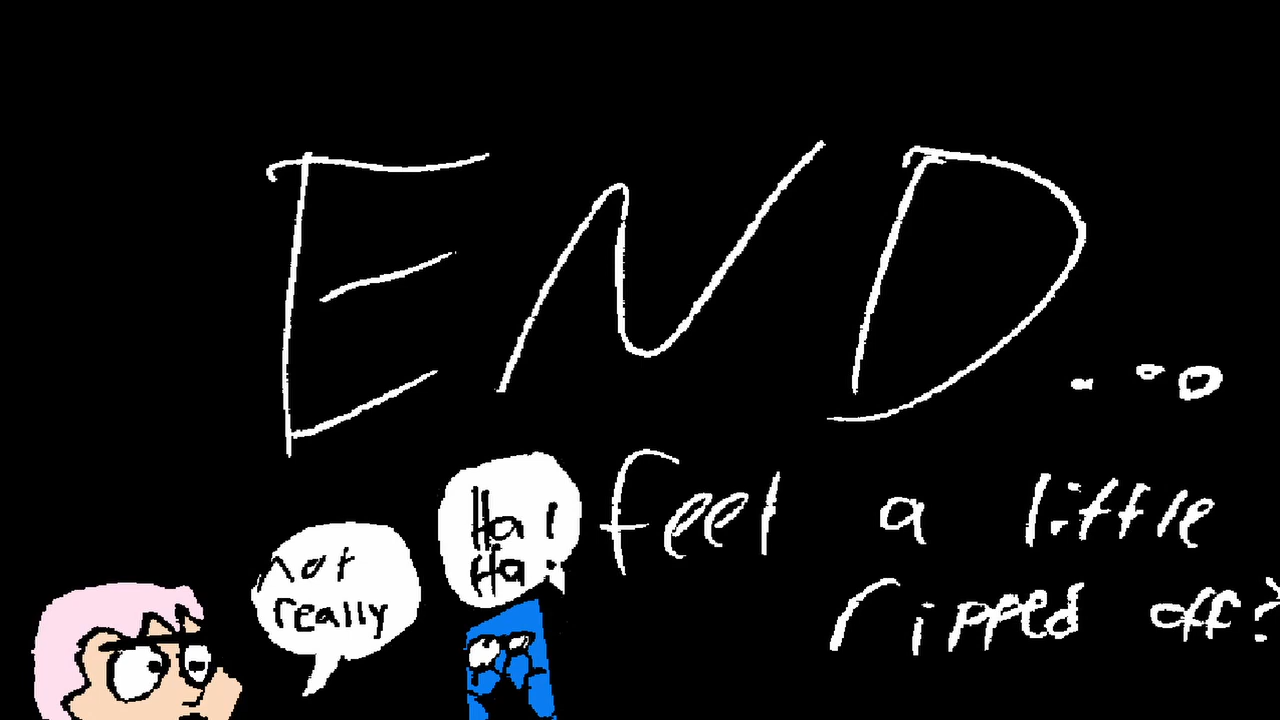 END...
feel a little
ripped off?
Ha!
Ha!
not
really